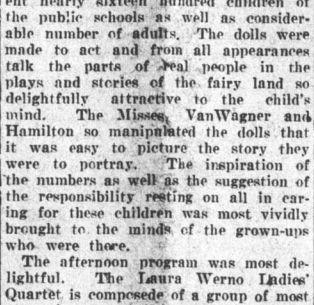 ent nearly sixteen hundred children of
the public schools as well as consider-
able number of adults. The dolls were
made to act and from all appearances
talk the parts of real people in the
plays and stories of the fairy land so
delightfully attractive to the child's
mind. The Misses VanWagner and
Hamilton so manipulated the dolls that
it was easy to picture the story they
were to portray. The inspiration of
the numbers as well as the suggestion of
the responsibility resting on all in car-
ing for these children was most vividly
brought to the minds of the grown-ups
who were there.
The afternoon program was most de-
lightful. The Laura Werno Ladies'
Quartet is composede of a group of most